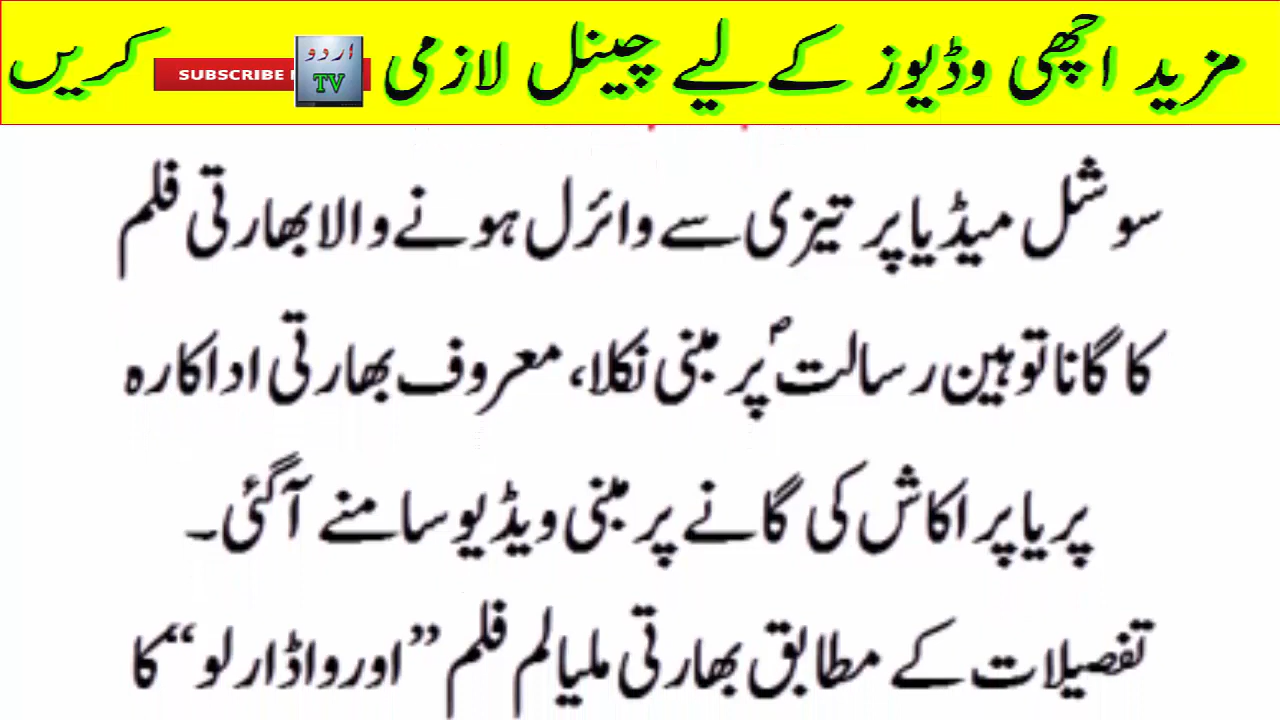 مزید اچھی وڈیوز کے لیے چینل لازمی SUBSCRIBE کریں
اردو
TV
سوشل میڈیا پر تیزی سے وائرل ہونے والا بھارتی فلم
کا گانا توہین رسالتؐ پر مبنی نکلا، معروف بھارتی اداکارہ
پریا پرکاش کی گانے پر مبنی ویڈیو سامنے آگئی۔
تفصیلات کے مطابق بھارتی ملیالم فلم ”اورو اڈار لو“ کا